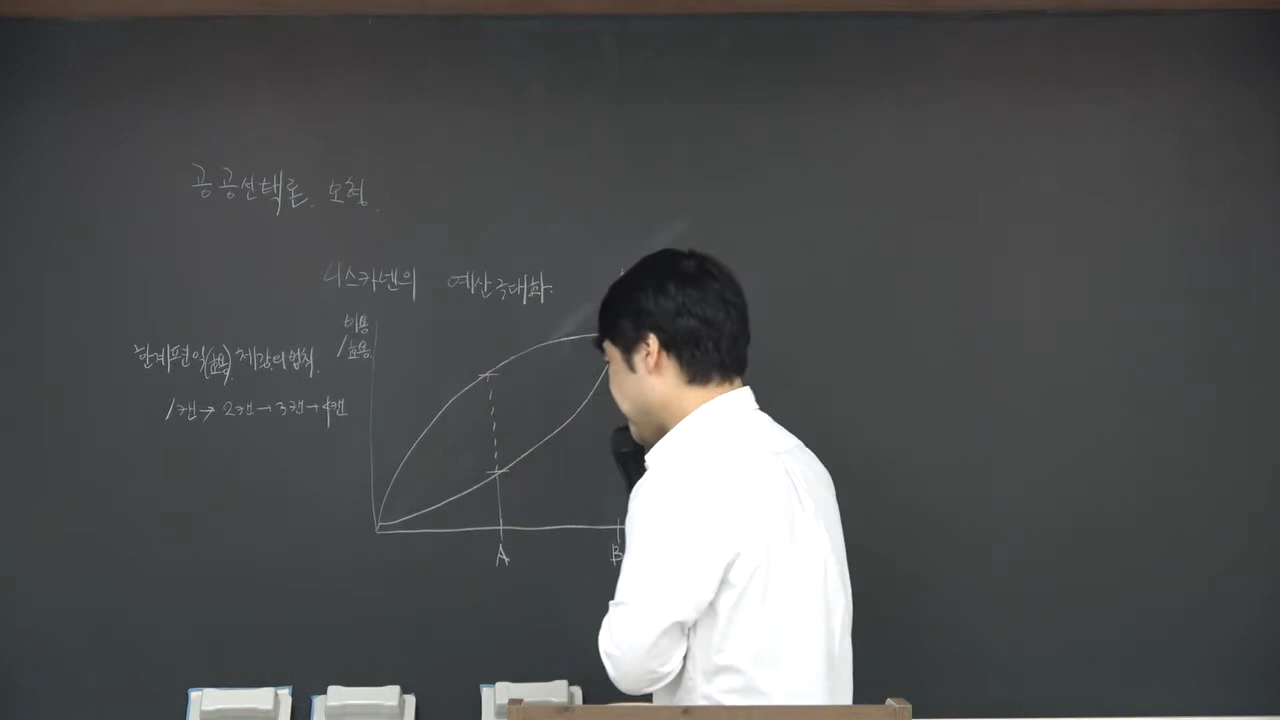 공공선택론. 모형.
니스카넨의 예산극대화.
비용
/효용
한계편익(효용) 체감의 법칙.
1캔→ 2캔→ 3캔→ 4캔
A
B